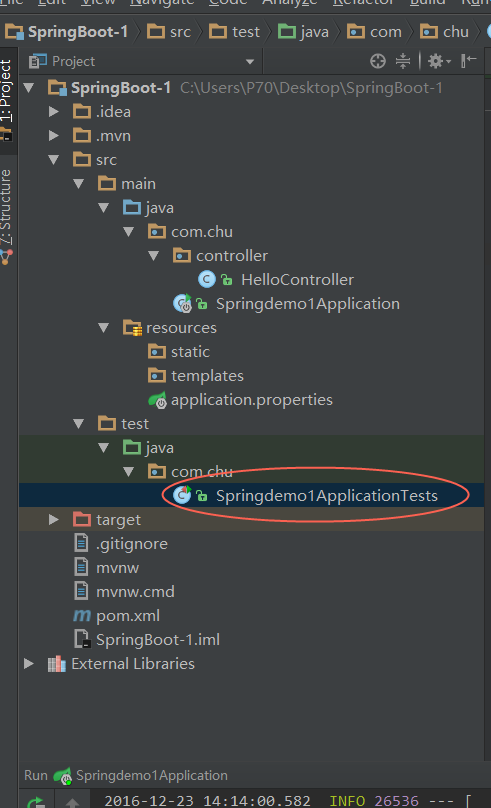 File Edit View Navigate Code Analyze Refactor Build Run
SpringBoot-1 src test java com chu
1: Project
7: Structure
Project
SpringBoot-1 C:\Users\P70\Desktop\SpringBoot-1
.idea
.mvn
src
main
java
com.chu
controller
HelloController
Springdemo1Application
resources
static
templates
application.properties
test
java
com.chu
Springdemo1ApplicationTests
target
.gitignore
mvnw
mvnw.cmd
pom.xml
SpringBoot-1.iml
External Libraries
Run Springdemo1Application
2016-12-23 14:14:00.582 INFO 26536 --- [